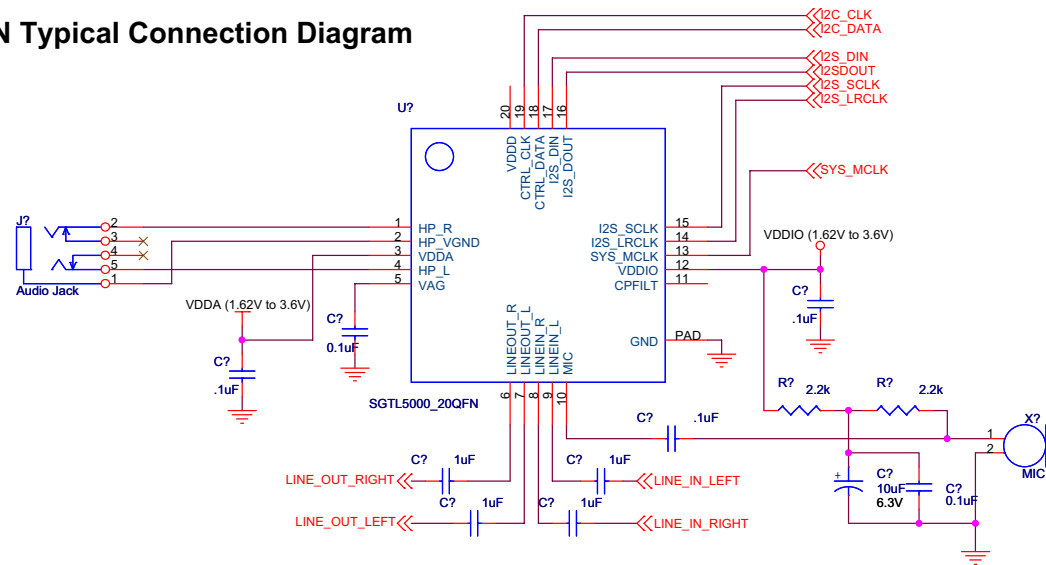 N Typical Connection Diagram
I2C_CLK
I2C_DATA
I2S_DIN
I2SDOUT
I2S_SCLK
I2S_LRCLK
U?
20
19
18
17
16
VDDD
CTRL_CLK
CTRL_DATA
I2S_DIN
I2S_DOUT
SYS_MCLK
J?
2
3
4
5
1
Audio Jack
1
2
3
4
5
HP_R
HP_VGND
VDDA
HP_L
VAG
I2S_SCLK
I2S_LRCLK
SYS_MCLK
VDDIO
CPFILT
15
14
13
12
11
VDDIO (1.62V to 3.6V)
C?
.1uF
VDDA (1.62V to 3.6V)
C?
.1uF
C?
0.1uF
GND
PAD
LINEOUT_R
LINEOUT_L
LINEIN_R
LINEIN_L
MIC
6
7
8
9
10
SGTL5000_20QFN
R?
2.2k
R?
2.2k
C?
.1uF
X?
1
2
MIC
C?
1uF
LINE_OUT_RIGHT
C?
1uF
LINE_IN_LEFT
C?
1uF
LINE_OUT_LEFT
C?
1uF
LINE_IN_RIGHT
+
C?
10uF
6.3V
C?
0.1uF